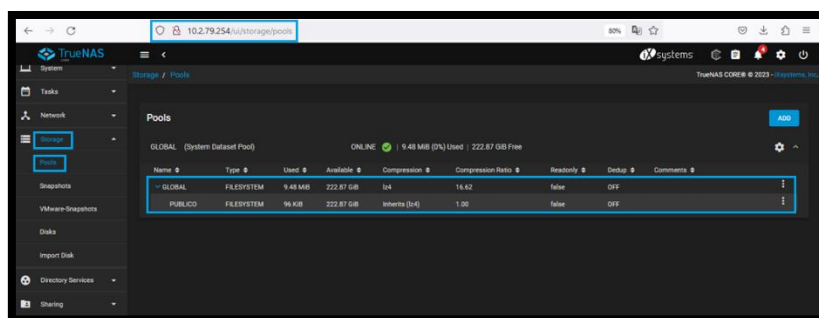 10.2.79.254/ui/storage/pools
80%
TrueNAS
CORE
systems
System
Storage / Pools
TrueNAS CORE® © 2023 - iXsystems, Inc.
Tasks
Network
Storage
Pools
Snapshots
VMware-Snapshots
Disks
Import Disk
Directory Services
Sharing
Pools
ADD
GLOBAL (System Dataset Pool) ONLINE | 9.48 MiB (0%) Used | 222.87 GiB Free
Name Type Used Available Compression Compression Ratio Readonly Dedup Comments
GLOBAL FILESYSTEM 9.48 MiB 222.87 GiB lz4 16.62 false OFF
PUBLICO FILESYSTEM 96 KiB 222.87 GiB Inherits (lz4) 1.00 false OFF